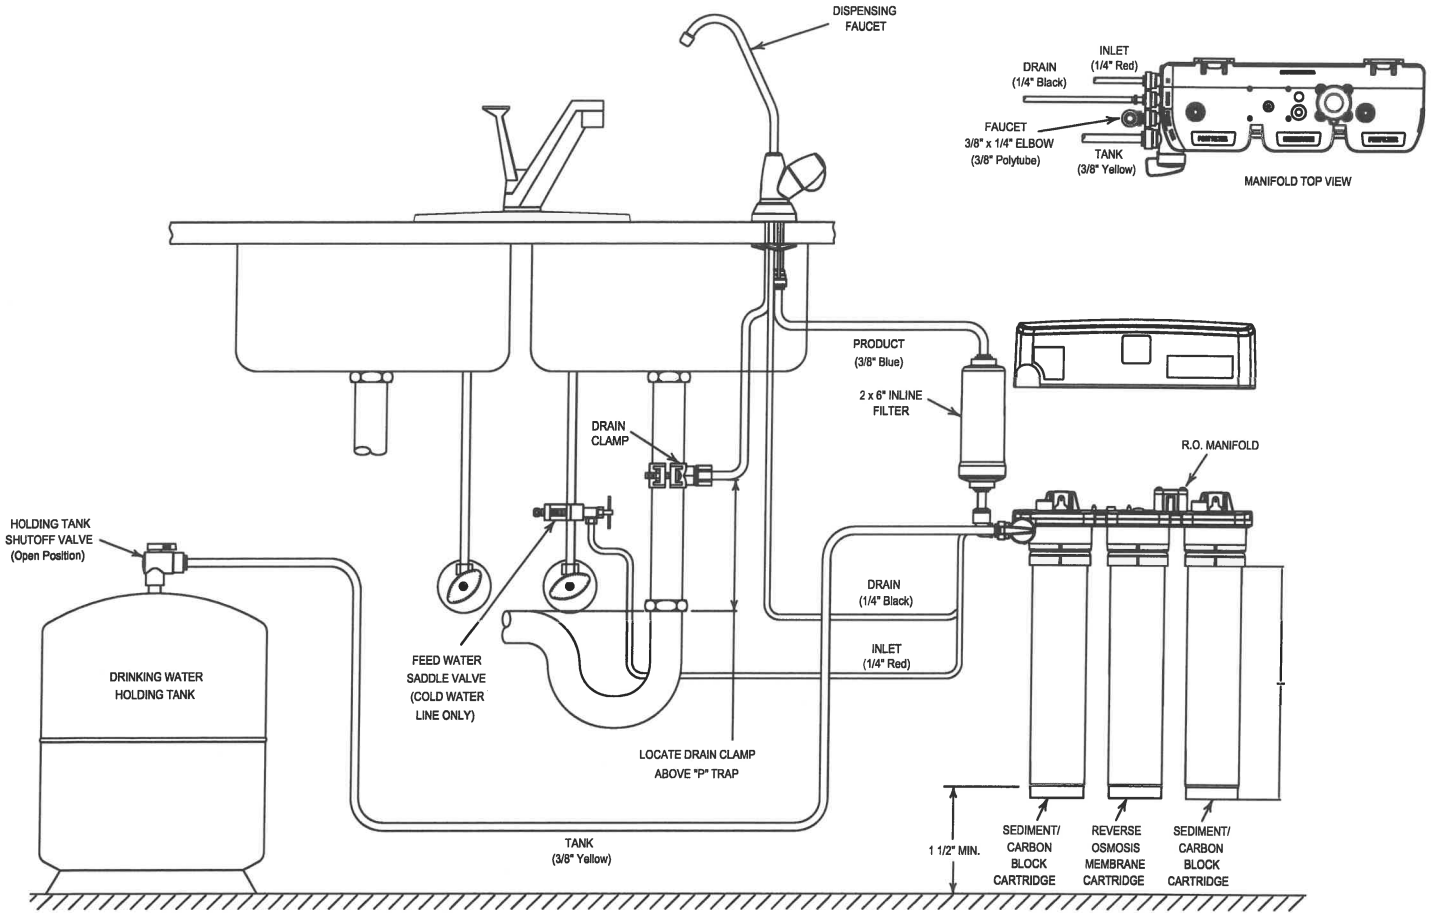 DISPENSING
FAUCET
INLET
(1/4" Red)
DRAIN
(1/4" Black)
FAUCET
3/8" x 1/4" ELBOW
(3/8" Polytube)
TANK
(3/8" Yellow)
MANIFOLD TOP VIEW
PRODUCT
(3/8" Blue)
2 x 6" INLINE
FILTER
DRAIN
CLAMP
R.O. MANIFOLD
HOLDING TANK
SHUTOFF VALVE
(Open Position)
DRAIN
(1/4" Black)
INLET
(1/4" Red)
FEED WATER
SADDLE VALVE
(COLD WATER
LINE ONLY)
DRINKING WATER
HOLDING TANK
LOCATE DRAIN CLAMP
ABOVE "P" TRAP
TANK
(3/8" Yellow)
1 1/2" MIN.
SEDIMENT/
CARBON
BLOCK
CARTRIDGE
REVERSE
OSMOSIS
MEMBRANE
CARTRIDGE
SEDIMENT/
CARBON
BLOCK
CARTRIDGE